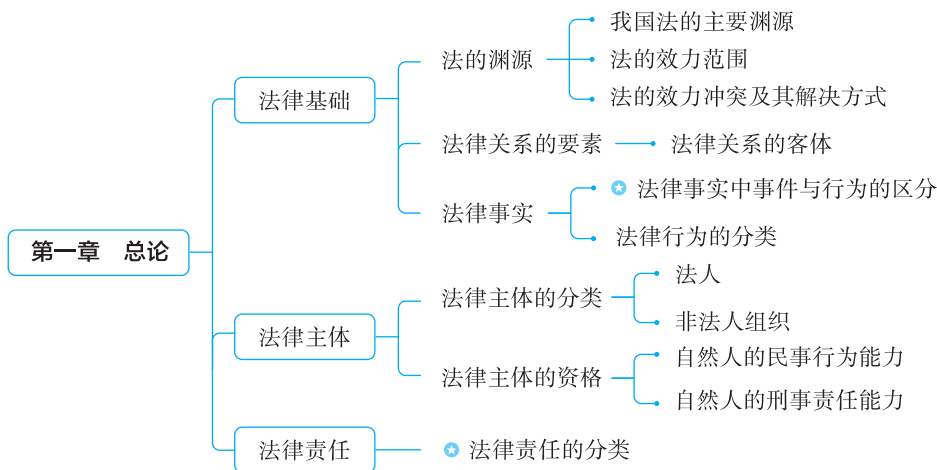 第一章 总论
法律基础
法的渊源
我国法的主要渊源
法的效力范围
法的效力冲突及其解决方式
法律关系的要素
法律关系的客体
法律事实
法律事实中事件与行为的区分
法律行为的分类
法律主体
法律主体的分类
法人
非法人组织
法律主体的资格
自然人的民事行为能力
自然人的刑事责任能力
法律责任
法律责任的分类